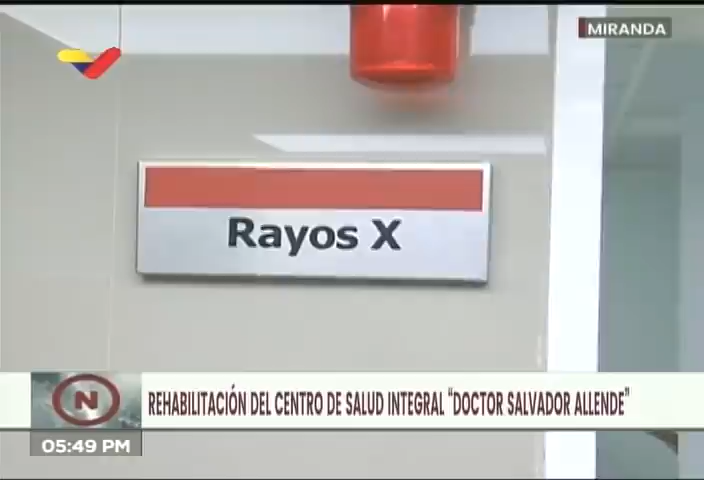 MIRANDA
Rayos X
N
REHABILITACIÓN DEL CENTRO DE SALUD INTEGRAL "DOCTOR SALVADOR ALLENDE"
05:49 PM